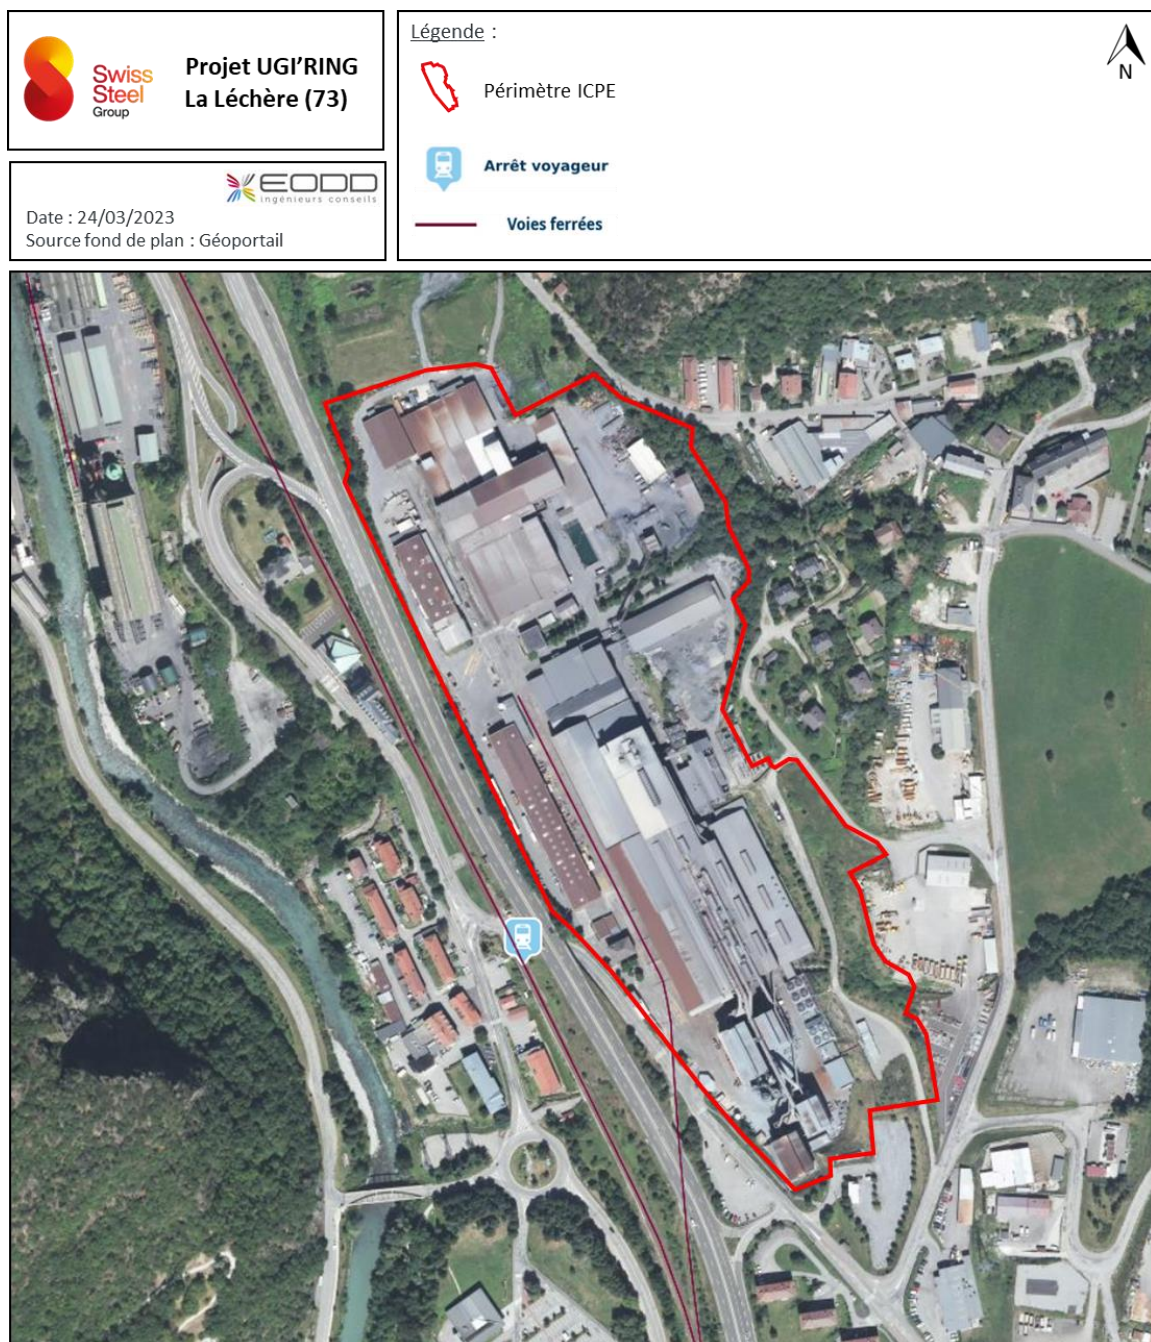 Swiss
Steel
Group
Projet UGI’RING
La Léchère (73)
EODD
ingénieurs conseils
Date : 24/03/2023
Source fond de plan : Géoportail
Légende :
Périmètre ICPE
Arrêt voyageur
Voies ferrées
N